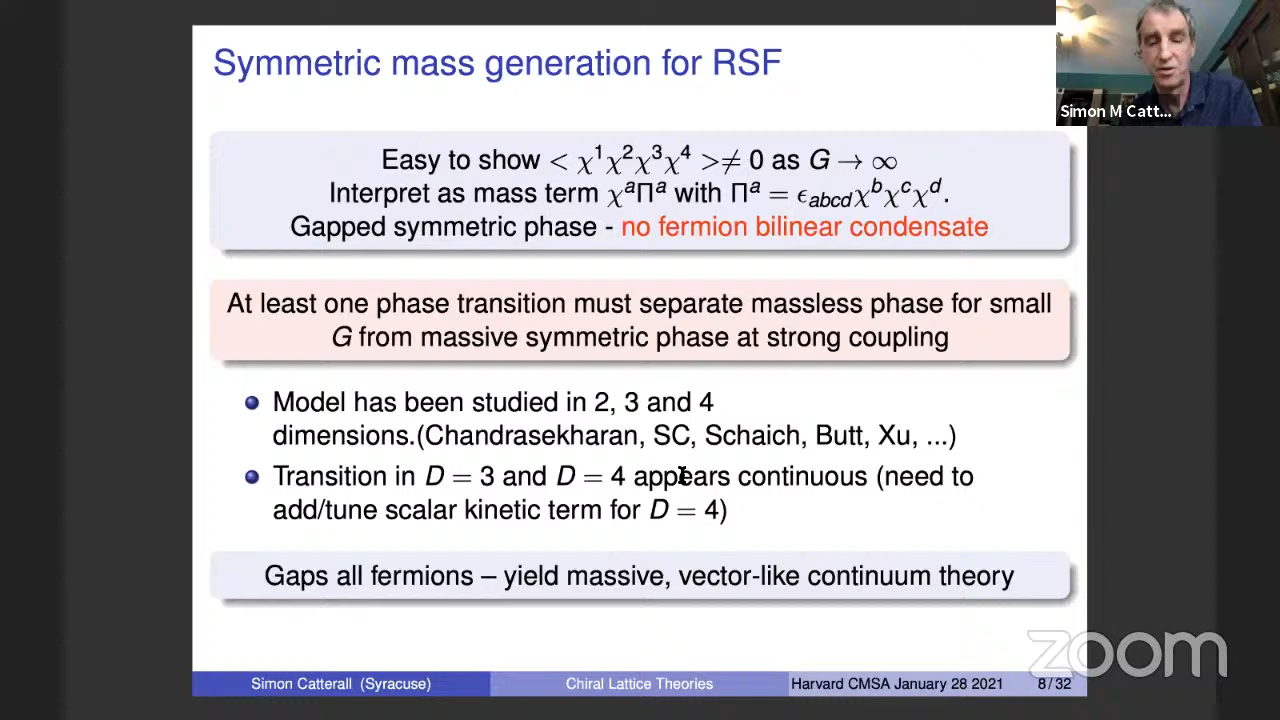 Symmetric mass generation for RSF
Simon M Catt...
Easy to show < χ¹χ²χ³χ⁴ >≠ 0 as G → ∞
Interpret as mass term χᵃΠᵃ with Πᵃ = ϵ_abcd χᵇχᶜχᵈ.
Gapped symmetric phase - no fermion bilinear condensate
At least one phase transition must separate massless phase for small
G from massive symmetric phase at strong coupling
Model has been studied in 2, 3 and 4
dimensions.(Chandrasekharan, SC, Schaich, Butt, Xu, ...)
Transition in D = 3 and D = 4 appears continuous (need to
add/tune scalar kinetic term for D = 4)
Gaps all fermions – yield massive, vector-like continuum theory
zoom
Simon Catterall (Syracuse) Chiral Lattice Theories Harvard CMSA January 28 2021 8 / 32